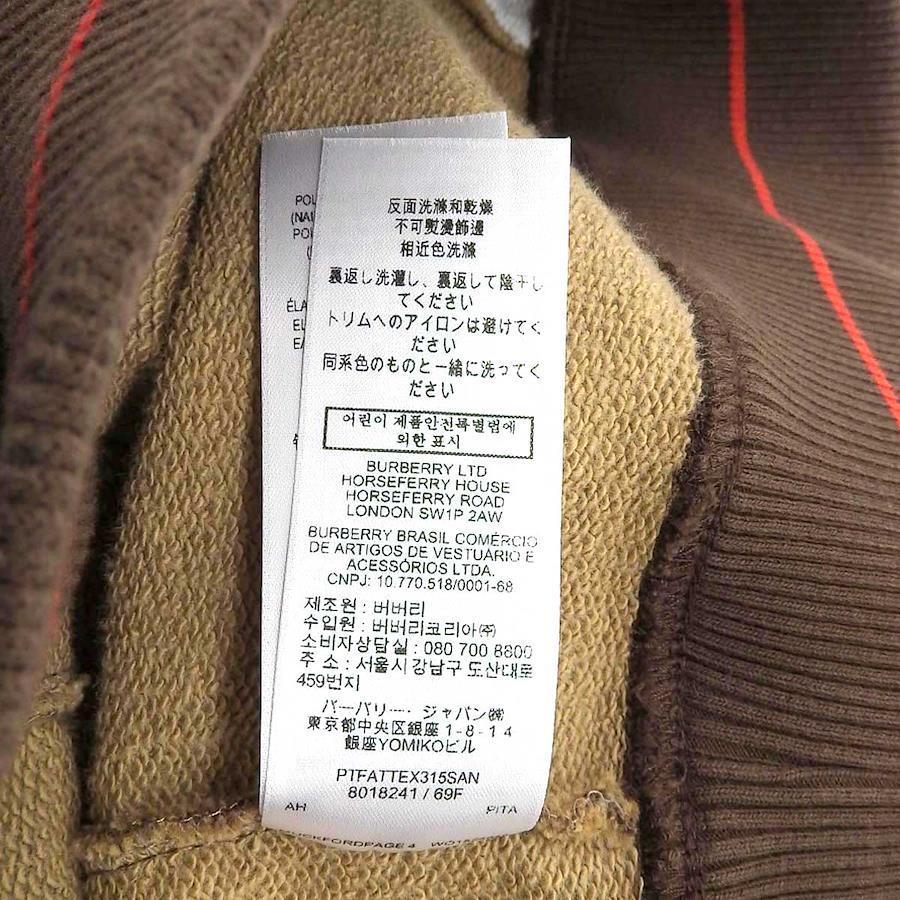 POL
(NAI
POL
ÉLA
EL
EA
反面洗滌和乾燥
不可熨燙飾邊
相近色洗滌
裏返し洗濯し、裏返して陰干し
てください
トリムへのアイロンは避けてく
ださい
同系色のものと一緒に洗ってく
ださい
어린이 제품안전특별법에
의한 표시
BURBERRY LTD
HORSEFERRY HOUSE
HORSEFERRY ROAD
LONDON SW1P 2AW
BURBERRY BRASIL COMÉRCIO
DE ARTIGOS DE VESTUARIO E
ACESSÓRIOS LTDA.
CNPJ: 10.770.518/0001-68
제조원 : 버버리
수입원 : 버버리코리아㈜
소비자상담실 : 080 700 8800
주 소 : 서울시 강남구 도산대로
459번지
バーバリー・ジャパン㈱
東京都中央区銀座 1-8-14
銀座YOMIKOビル
PTFATTEX315SAN
8018241 / 69F
AH PITA
CKFORDPAGE 4